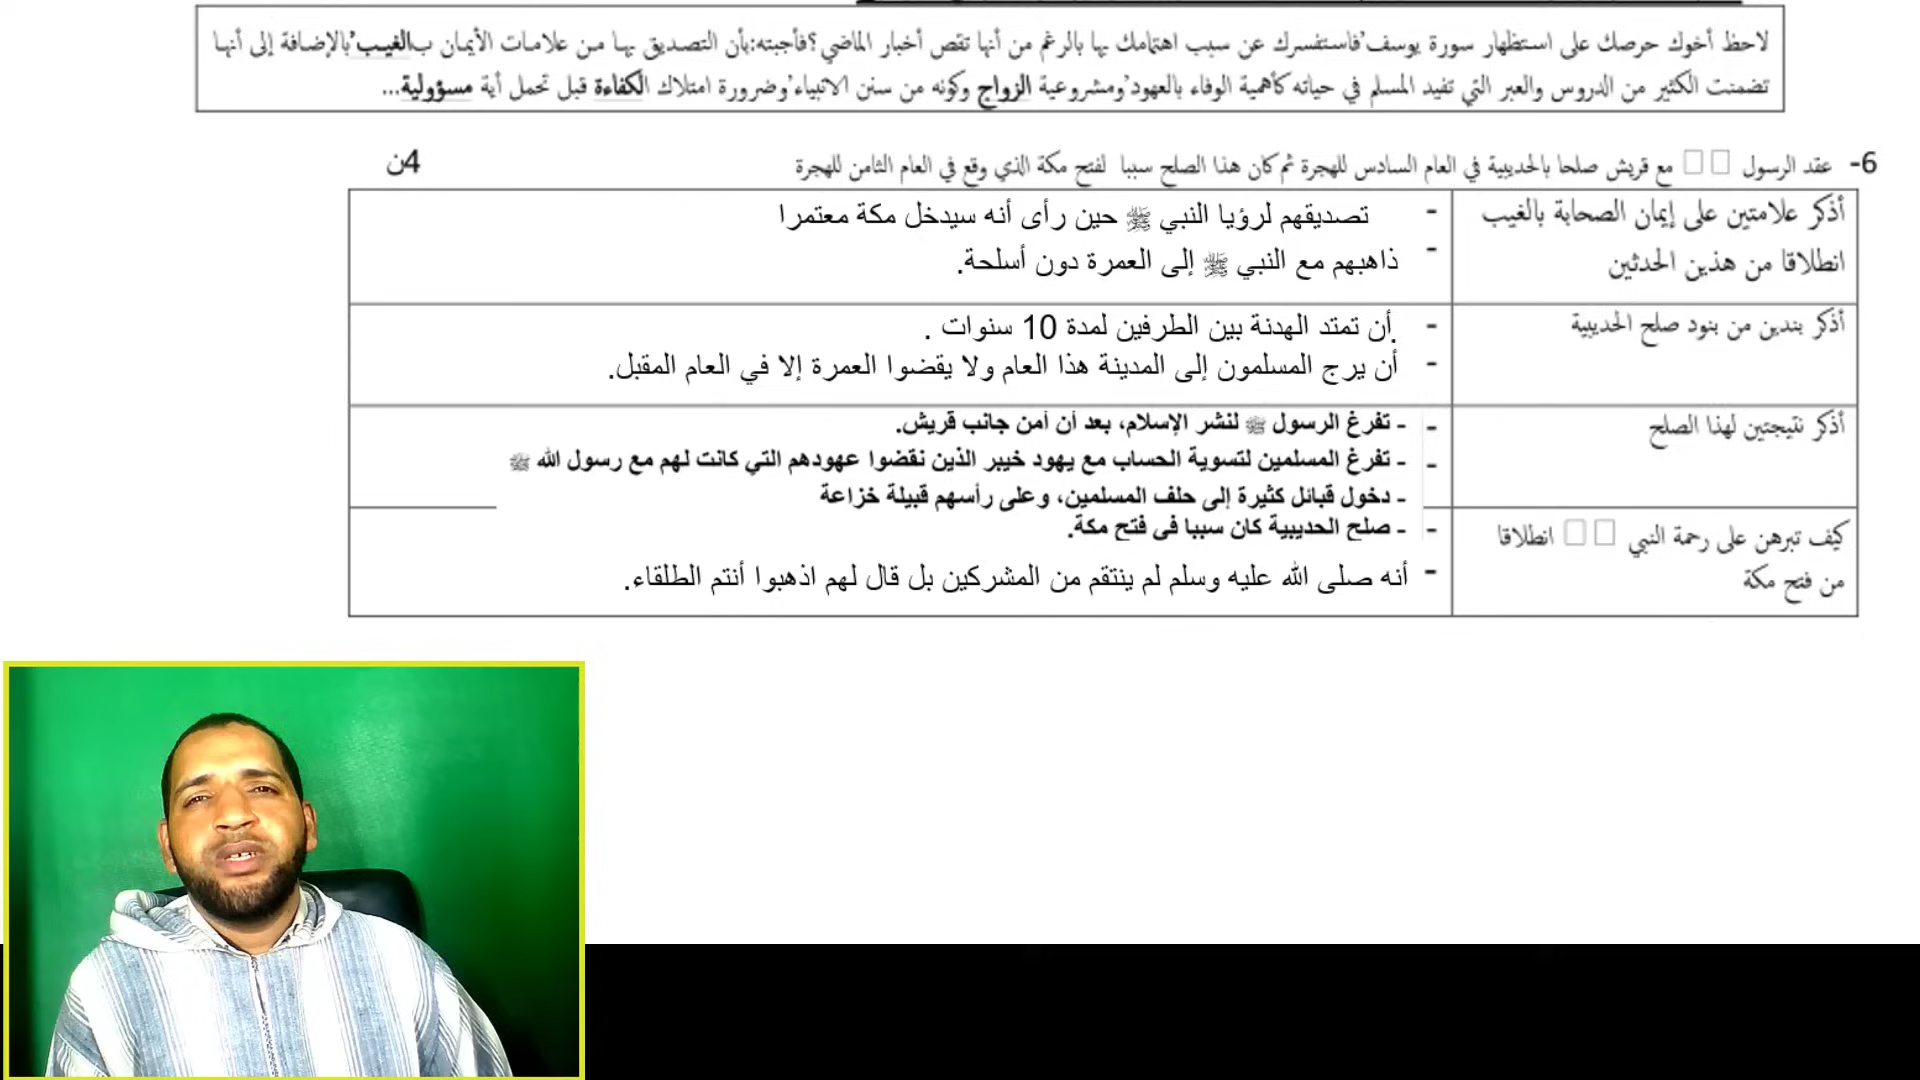 لاحظ أخوك حرصك على استظهار سورة يوسف'فاستفسرك عن سبب اهتمامك بها بالرغم من أنها تقص أخبار الماضي؟فأجبته:بأن التصديق بها من علامات الأيمان ب"الغيب"بالإضافة إلى أنها
تضمنت الكثير من الدروس والعبر التي تفيد المسلم في حياته كأهمية الوفاء بالعهود'ومشروعية الزواج وكونه من سنن الانبياء'وضرورة امتلاك الكفاءة قبل تحمل أية مسؤولية...
6- عقد الرسول مع قريش صلحا بالحديبية في العام السادس للهجرة ثم كان هذا الصلح سببا لفتح مكة الذي وقع في العام الثامن للهجرة 4ن
أذكر علامتين على إيمان الصحابة بالغيب
انطلاقا من هذين الحدثين
- تصديقهم لرؤيا النبي ﷺ حين رأى أنه سيدخل مكة معتمرا
- ذاهبهم مع النبي ﷺ إلى العمرة دون أسلحة.
أذكر بندين من بنود صلح الحديبية
- .أن تمتد الهدنة بين الطرفين لمدة 10 سنوات .
- أن يرج المسلمون إلى المدينة هذا العام ولا يقضوا العمرة إلا في العام المقبل.
أذكر نتيجتين لهذا الصلح
- - تفرغ الرسول ﷺ لنشر الإسلام، بعد أن أمن جانب قريش.
- - تفرغ المسلمين لتسوية الحساب مع يهود خيبر الذين نقضوا عهودهم التي كانت لهم مع رسول الله ﷺ
- دخول قبائل كثيرة إلى حلف المسلمين، وعلى رأسهم قبيلة خزاعة
- - صلح الحديبية كان سببا في فتح مكة.
كيف تبرهن على رحمة النبي انطلاقا
من فتح مكة
- أنه صلى الله عليه وسلم لم ينتقم من المشركين بل قال لهم اذهبوا أنتم الطلقاء.